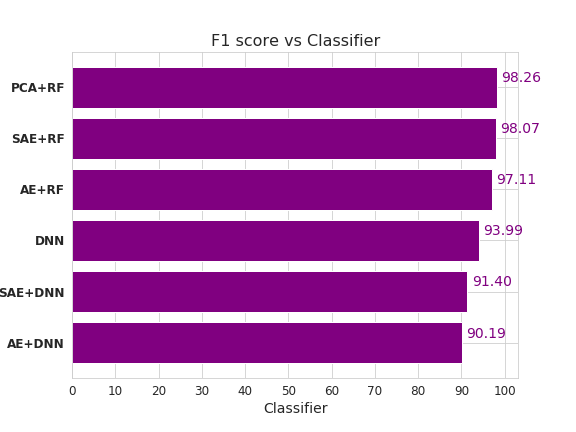 F1 score vs Classifier
PCA+RF 98.26
SAE+RF 98.07
AE+RF 97.11
DNN 93.99
SAE+DNN 91.40
AE+DNN 90.19
0 10 20 30 40 50 60 70 80 90 100
Classifier